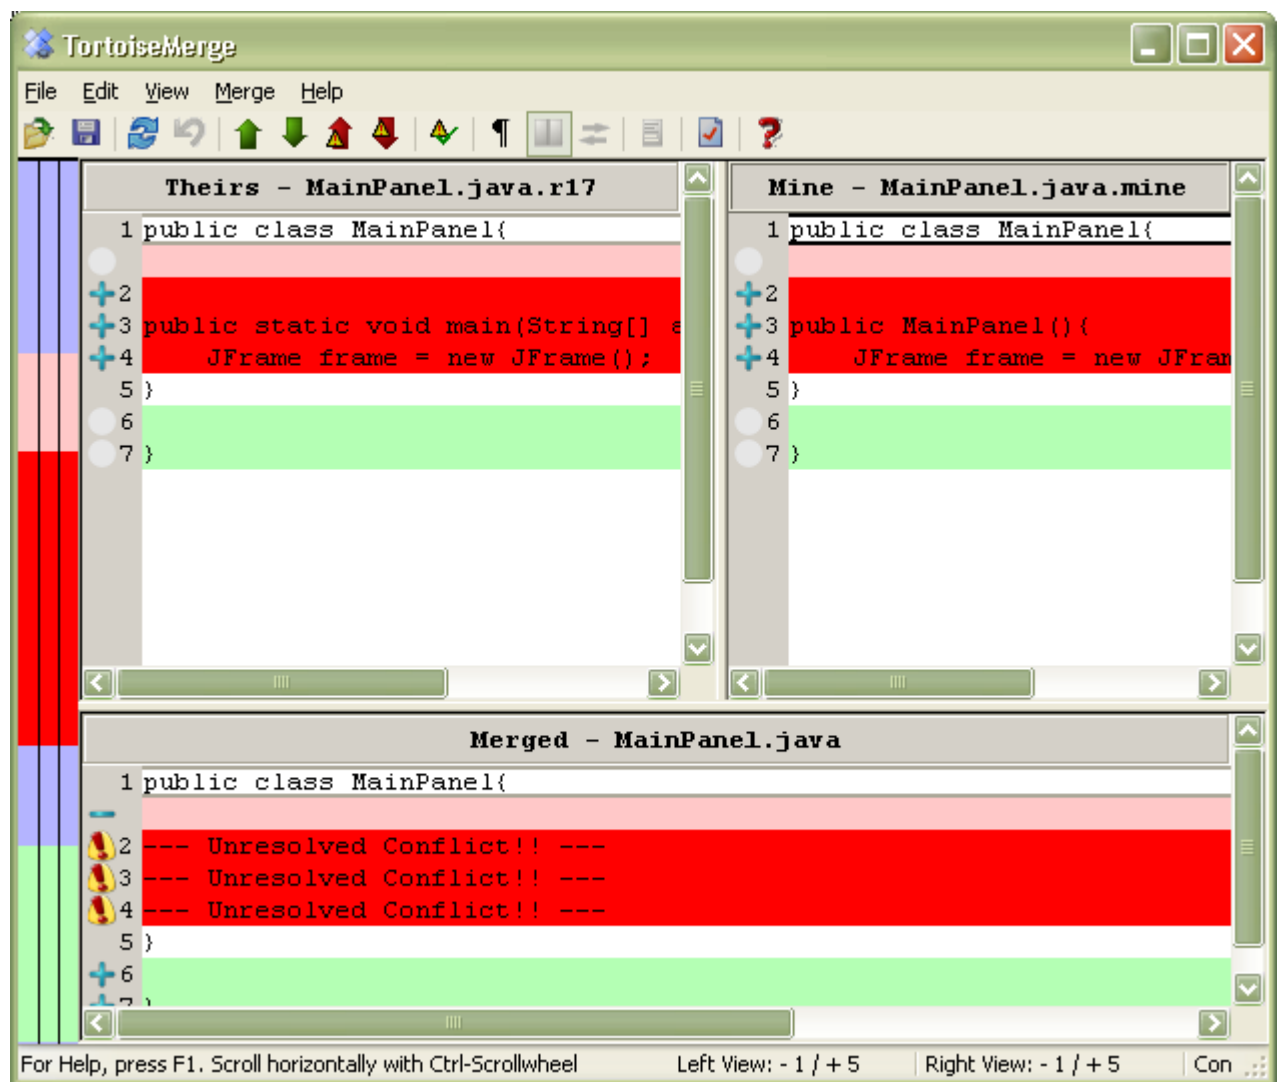 TortoiseMerge
File Edit View Merge Help
Theirs - MainPanel.java.r17
1 public class MainPanel{
2
3 public static void main(String[]
4 JFrame frame = new JFrame();
5 }
6
7 }
Mine - MainPanel.java.mine
1 public class MainPanel{
2
3 public MainPanel(){
4 JFrame frame = new JFram
5 }
6
7 }
Merged - MainPanel.java
1 public class MainPanel{
2 --- Unresolved Conflict!! ---
3 --- Unresolved Conflict!! ---
4 --- Unresolved Conflict!! ---
5 }
6
7 }
For Help, press F1. Scroll horizontally with Ctrl-Scrollwheel Left View: - 1 / + 5 Right View: - 1 / + 5 Con